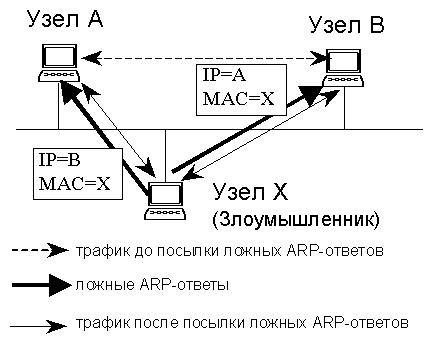 Узел A
Узел B
IP=A
MAC=X
IP=B
MAC=X
Узел X
(Злоумышленник)
трафик до посылки ложных ARP-ответов
ложные ARP-ответы
трафик после посылки ложных ARP-ответов